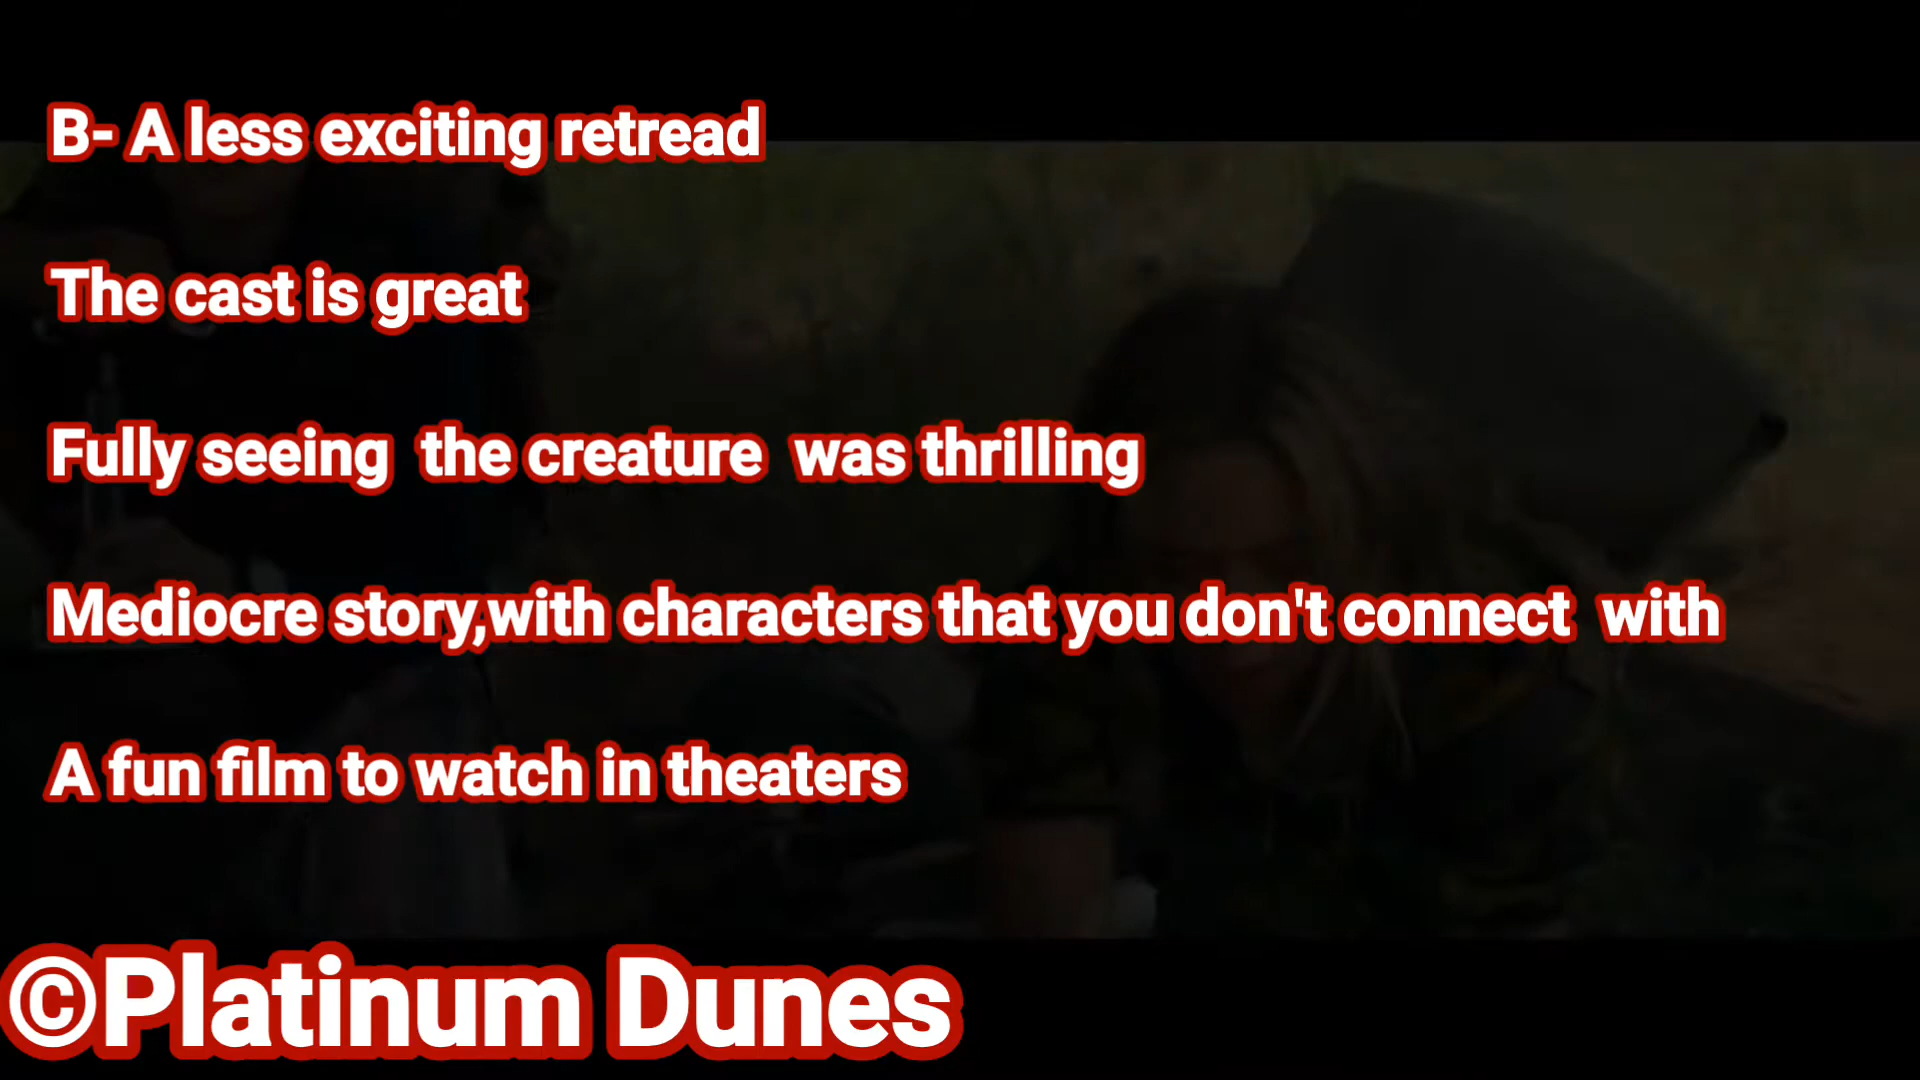 B- A less exciting retread
The cast is great
Fully seeing  the creature  was thrilling
Mediocre story,with characters that you don't connect  with
A fun film to watch in theaters
©Platinum Dunes